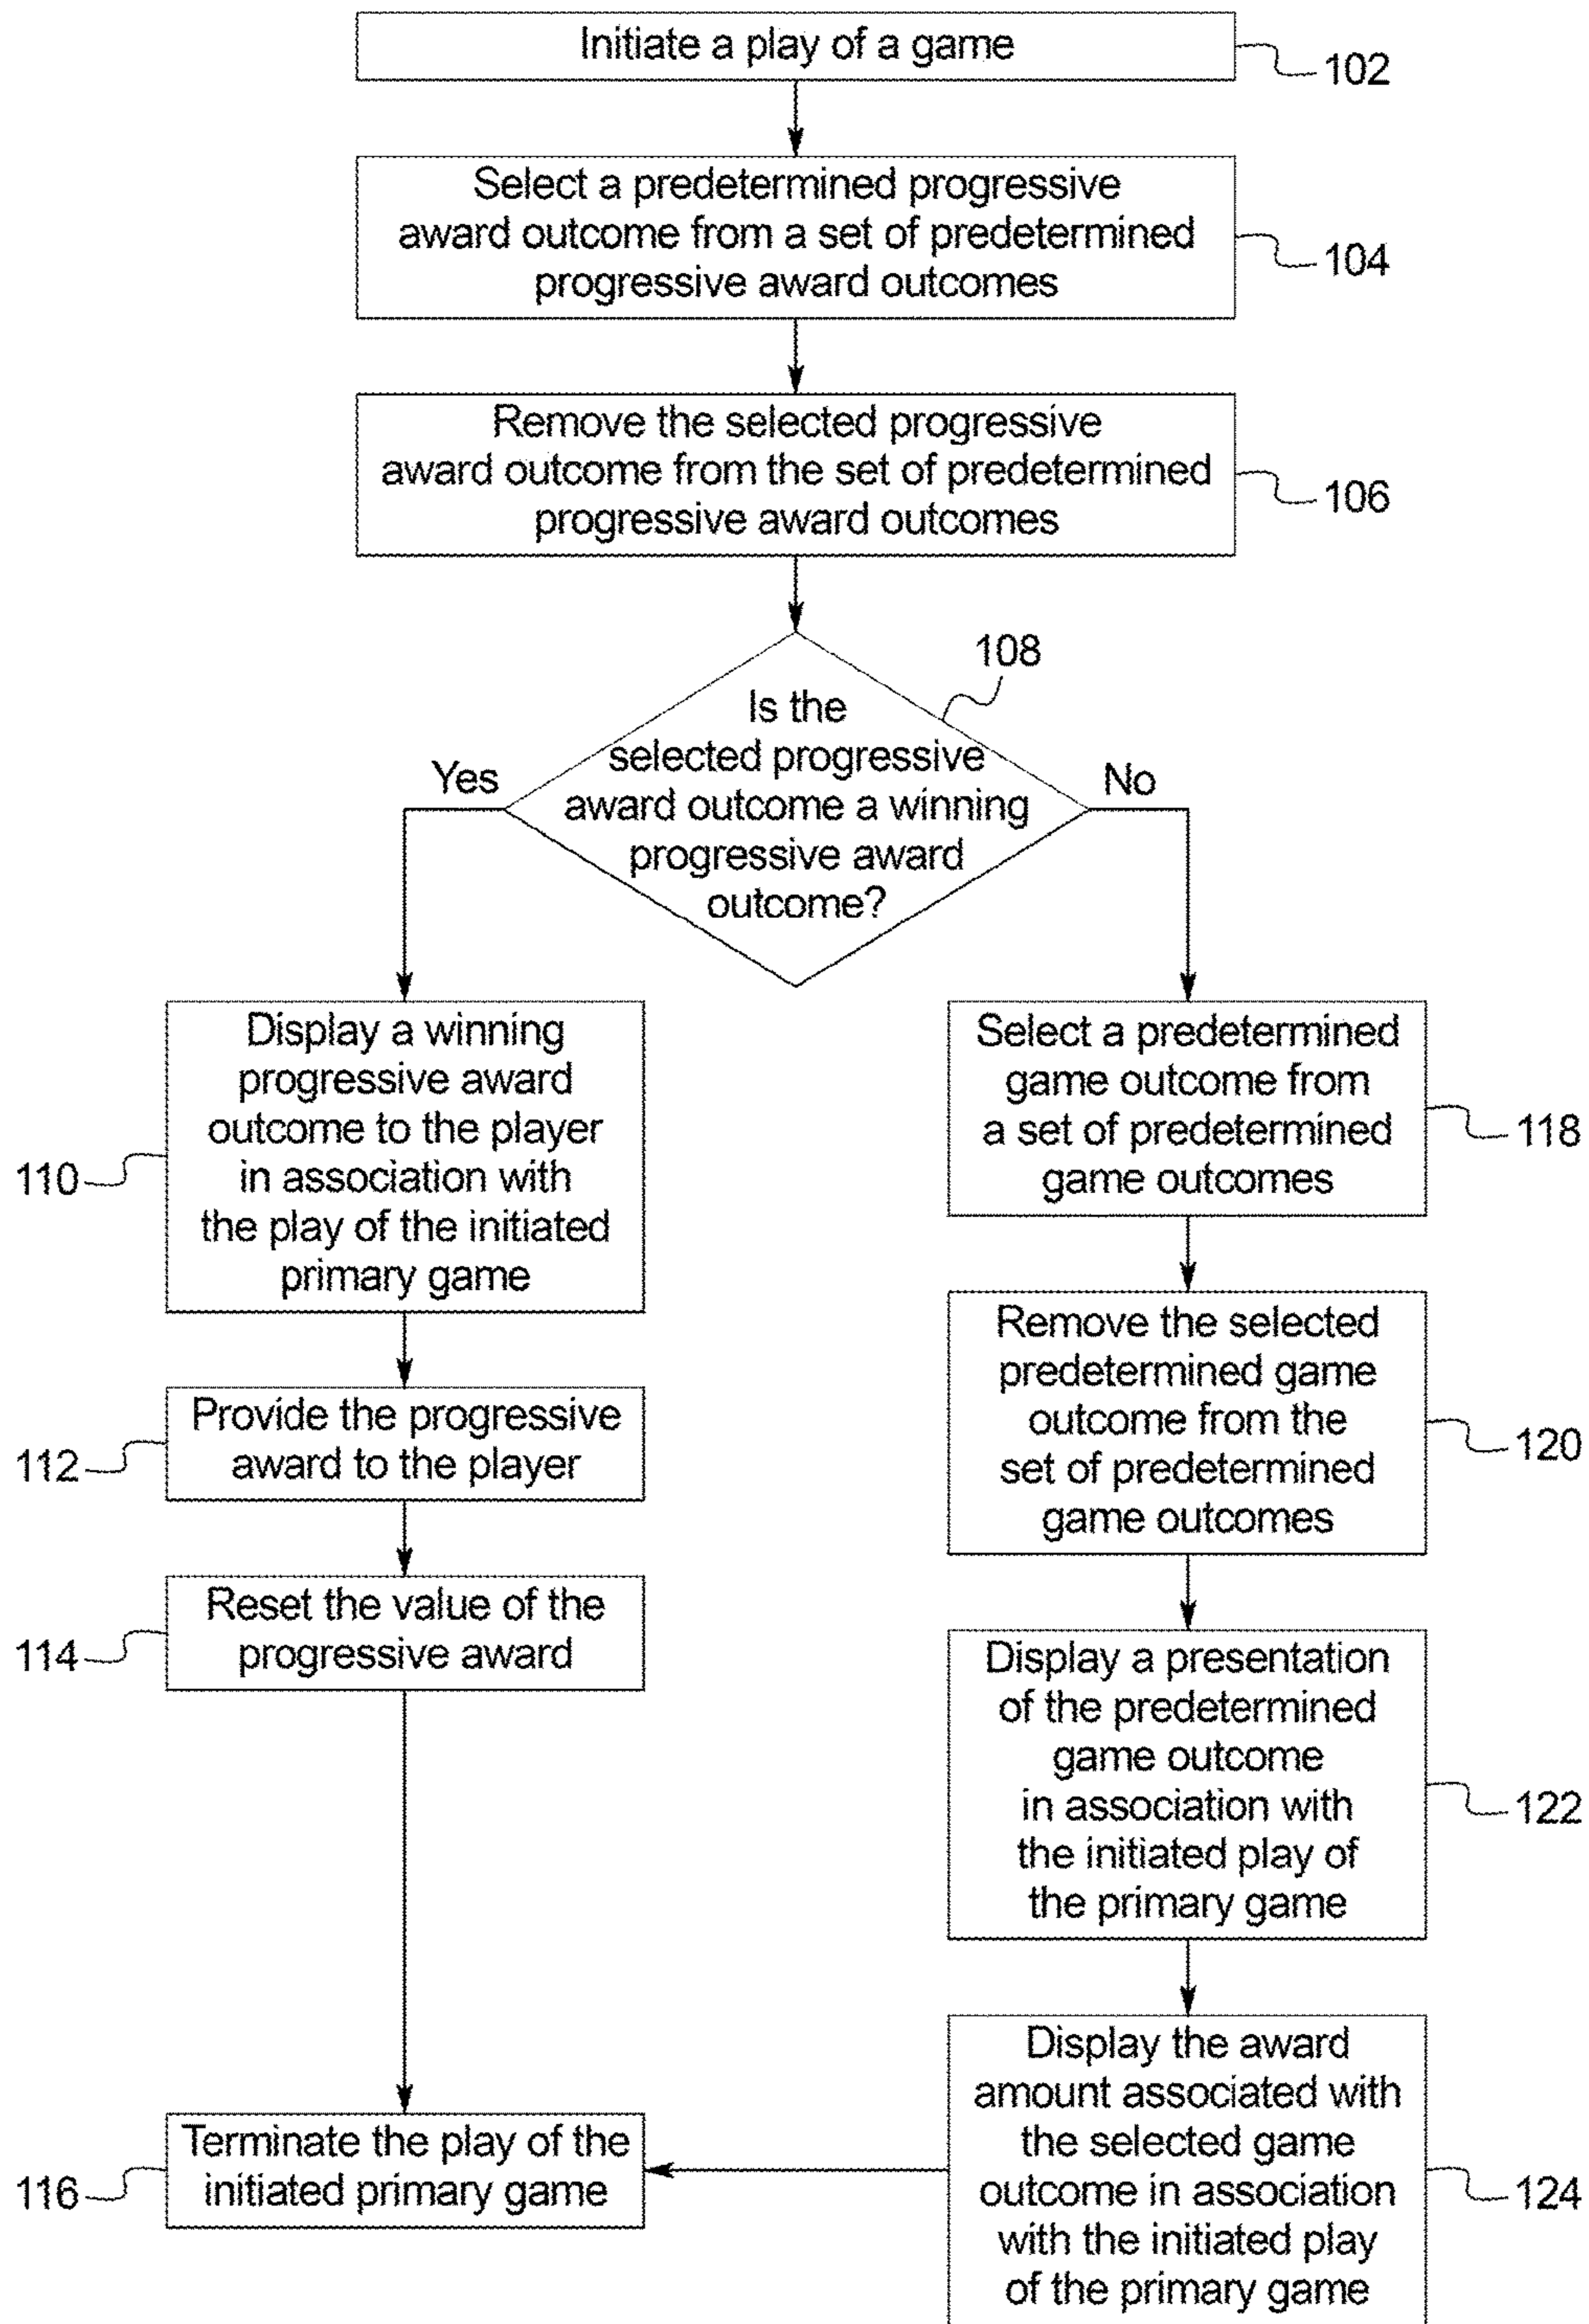 Initiate a play of a game
102
Select a predetermined progressive
award outcome from a set of predetermined
progressive award outcomes
104
Remove the selected progressive
award outcome from the set of predetermined
progressive award outcomes
106
108
Is the
selected progressive
award outcome a winning
progressive award
outcome?
Yes
No
Display a winning
progressive award
outcome to the player
in association with
the play of the initiated
primary game
110
Provide the progressive
award to the player
112
Reset the value of the
progressive award
114
Terminate the play of the
initiated primary game
116
Select a predetermined
game outcome from
a set of predetermined
game outcomes
118
Remove the selected
predetermined game
outcome from the
set of predetermined
game outcomes
120
Display a presentation
of the predetermined
game outcome
in association with
the initiated play of
the primary game
122
Display the award
amount associated with
the selected game
outcome in association
with the initiated play
of the primary game
124